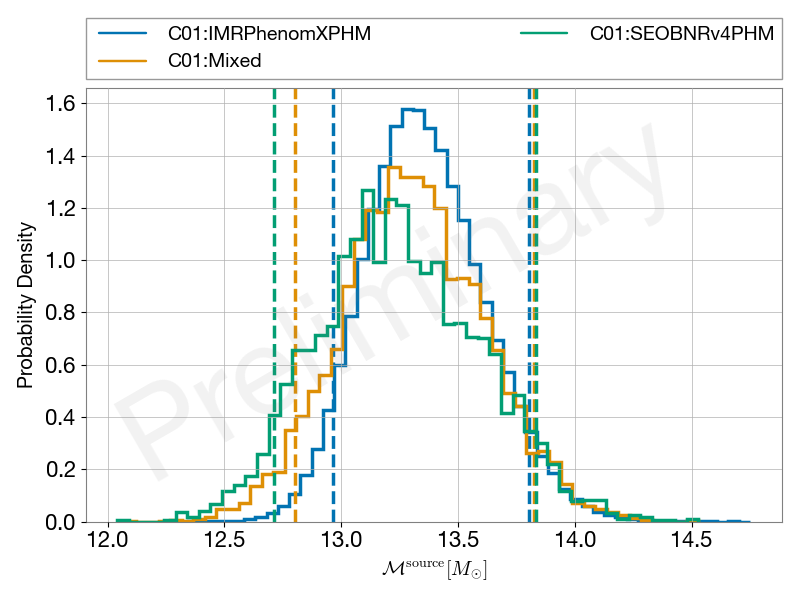 C01:IMRPhenomXPHM
C01:SEOBNRv4PHM
C01:Mixed
Preliminary
Probability Density
1.6
1.4
1.2
1.0
0.8
0.6
0.4
0.2
0.0
12.0 12.5 13.0 13.5 14.0 14.5
ℳ^source [M_⊙]